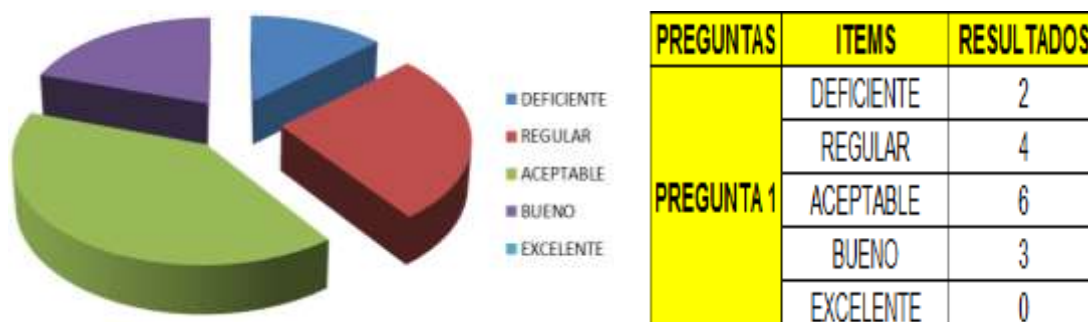 DEFICIENTE
REGULAR
ACEPTABLE
BUENO
EXCELENTE
PREGUNTAS ITEMS RESULTADOS
PREGUNTA 1
DEFICIENTE 2
REGULAR 4
ACEPTABLE 6
BUENO 3
EXCELENTE 0